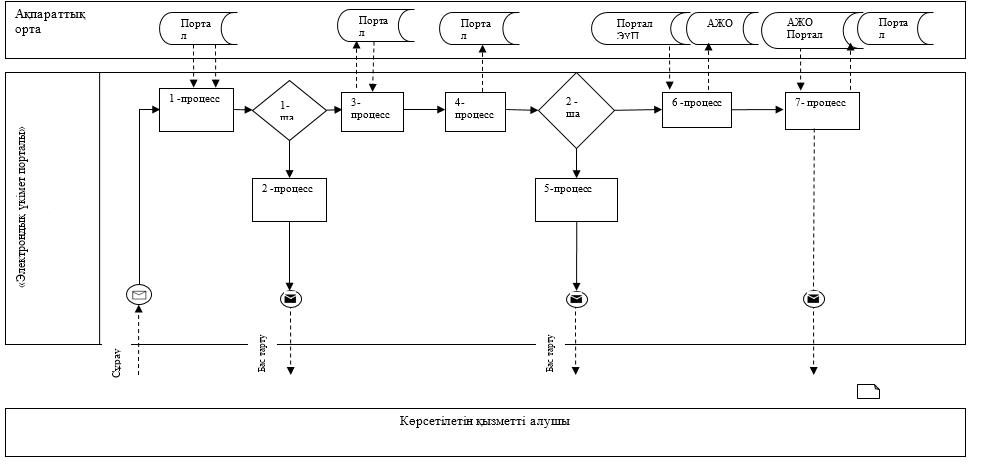 Ақпараттық
орта
Порта
л
Порта
л
Порта
л
Портал
ЭҮП
АЖО
АЖО
Портал
Порта
л
«Электрондық үкімет порталы»
1 -процесс
1-
ша
3-
процесс
4-
процесс
2 -
ша
6 -процесс
7- процесс
2 -процесс
5-процесс
Сұрау
Бас тарту
Бас тарту
Көрсетілетін қызметті алушы